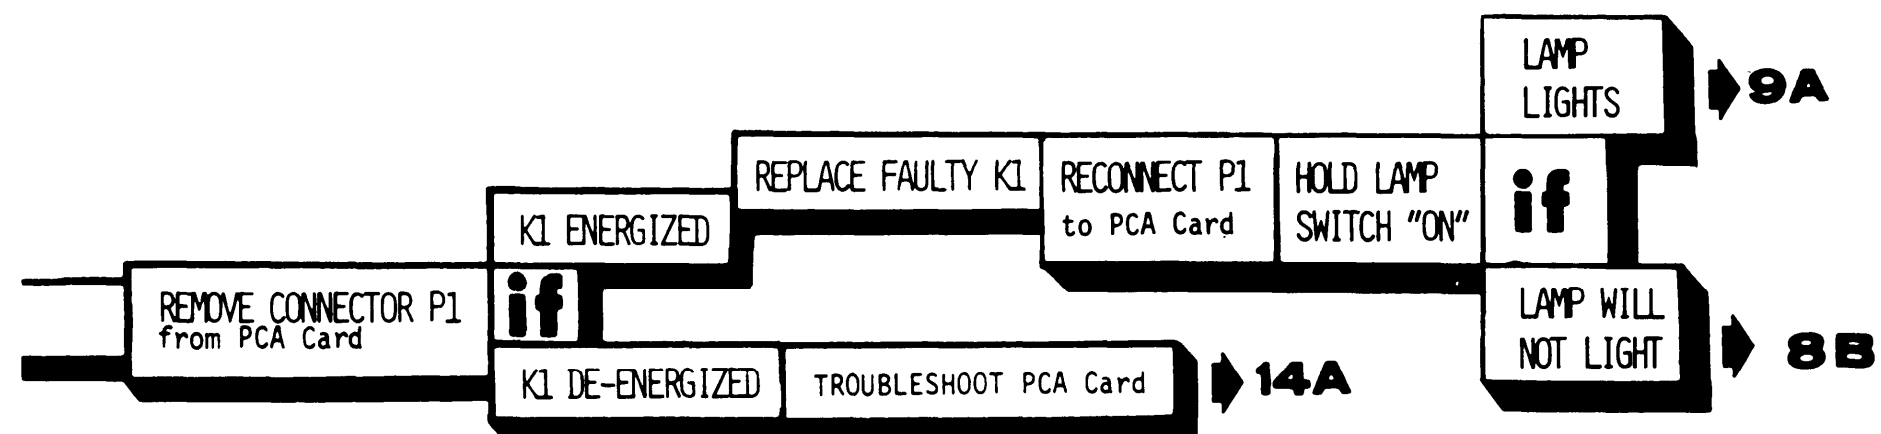 REMOVE CONNECTOR P1
from PCA Card
if
K1 ENERGIZED
REPLACE FAULTY K1
RECONNECT P1
to PCA Card
HOLD LAMP
SWITCH "ON"
if
LAMP
LIGHTS
9A
LAMP WILL
NOT LIGHT
8B
K1 DE-ENERGIZED
TROUBLESHOOT PCA Card
14A